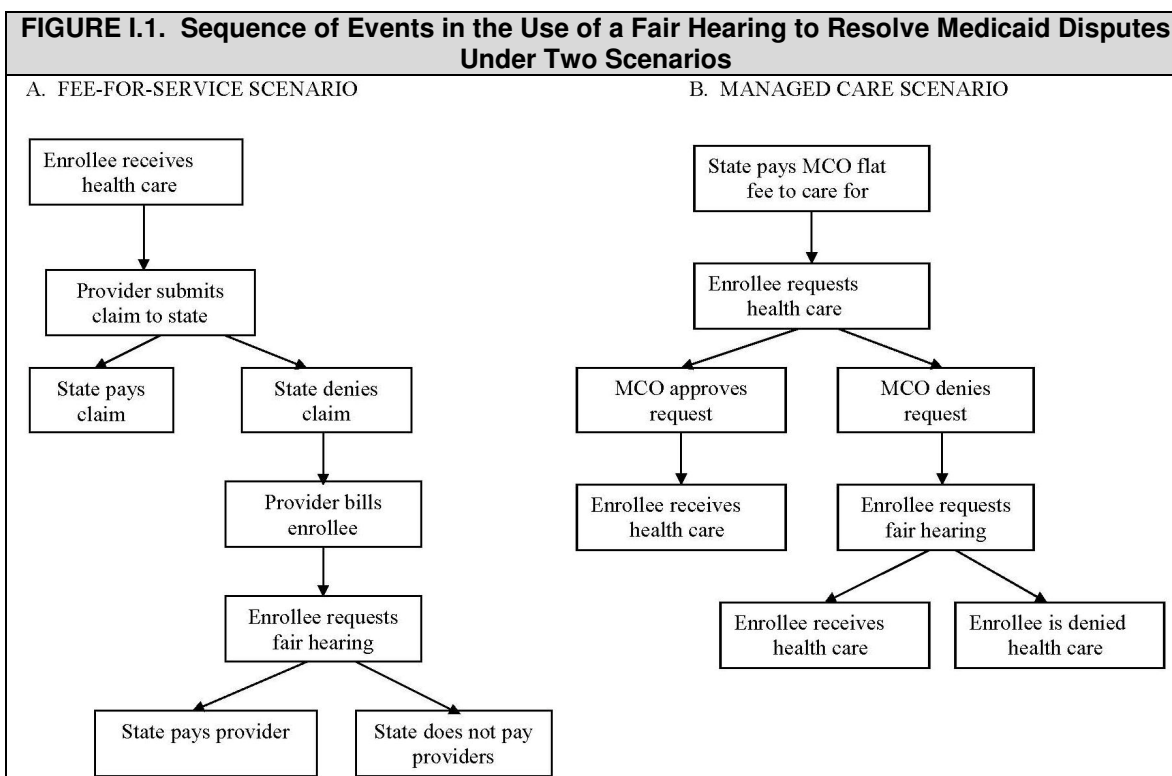 FIGURE I.1. Sequence of Events in the Use of a Fair Hearing to Resolve Medicaid Disputes
Under Two Scenarios
A. FEE-FOR-SERVICE SCENARIO
Enrollee receives
health care
Provider submits
claim to state
State pays
claim
State denies
claim
Provider bills
enrollee
Enrollee requests
fair hearing
State pays provider
State does not pay
providers
B. MANAGED CARE SCENARIO
State pays MCO flat
fee to care for
Enrollee requests
health care
MCO approves
request
MCO denies
request
Enrollee receives
health care
Enrollee requests
fair hearing
Enrollee receives
health care
Enrollee is denied
health care